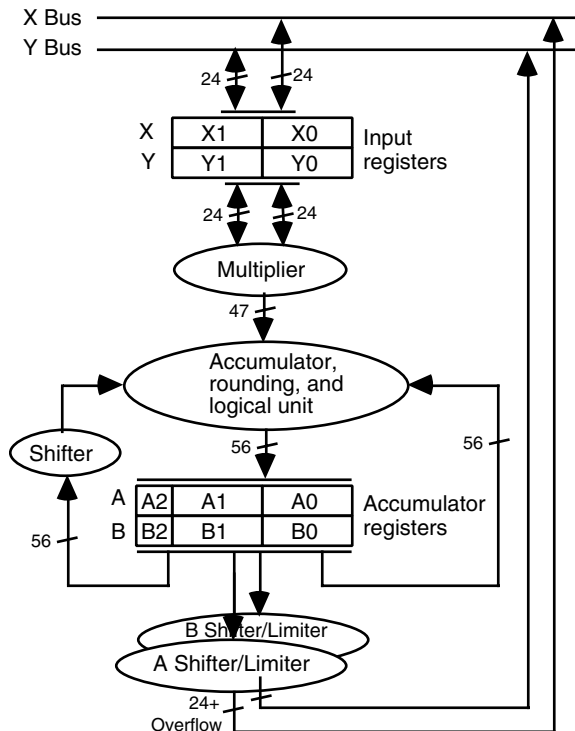 X Bus
Y Bus
24
24
X X1 X0
Y Y1 Y0
Input
registers
24
24
Multiplier
47
Accumulator,
rounding, and
logical unit
Shifter
56
56
A A2 A1 A0
B B2 B1 B0
Accumulator
registers
56
B Shifter/Limiter
A Shifter/Limiter
24+
Overflow